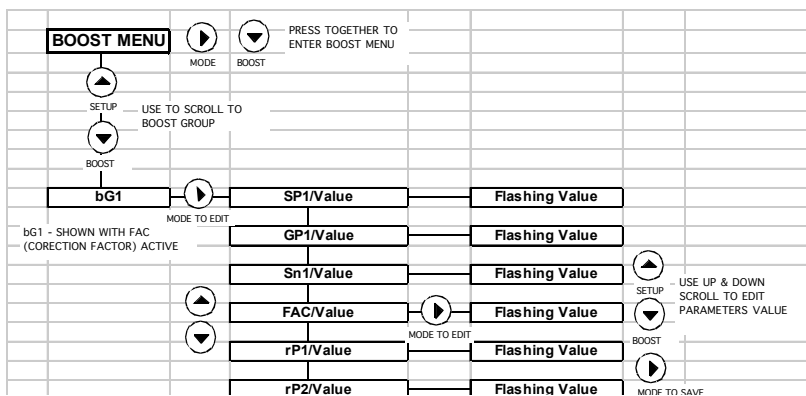 BOOST MENU
MODE
BOOST
PRESS TOGETHER TO
ENTER BOOST MENU
SETUP
USE TO SCROLL TO
BOOST GROUP
BOOST
bG1
MODE TO EDIT
SP1/Value
Flashing Value
bG1 - SHOWN WITH FAC
(CORECTION FACTOR) ACTIVE
GP1/Value
Flashing Value
Sn1/Value
Flashing Value
SETUP
USE UP & DOWN
SCROLL TO EDIT
PARAMETERS VALUE
FAC/Value
MODE TO EDIT
Flashing Value
BOOST
rP1/Value
Flashing Value
rP2/Value
Flashing Value
MODE TO SAVE